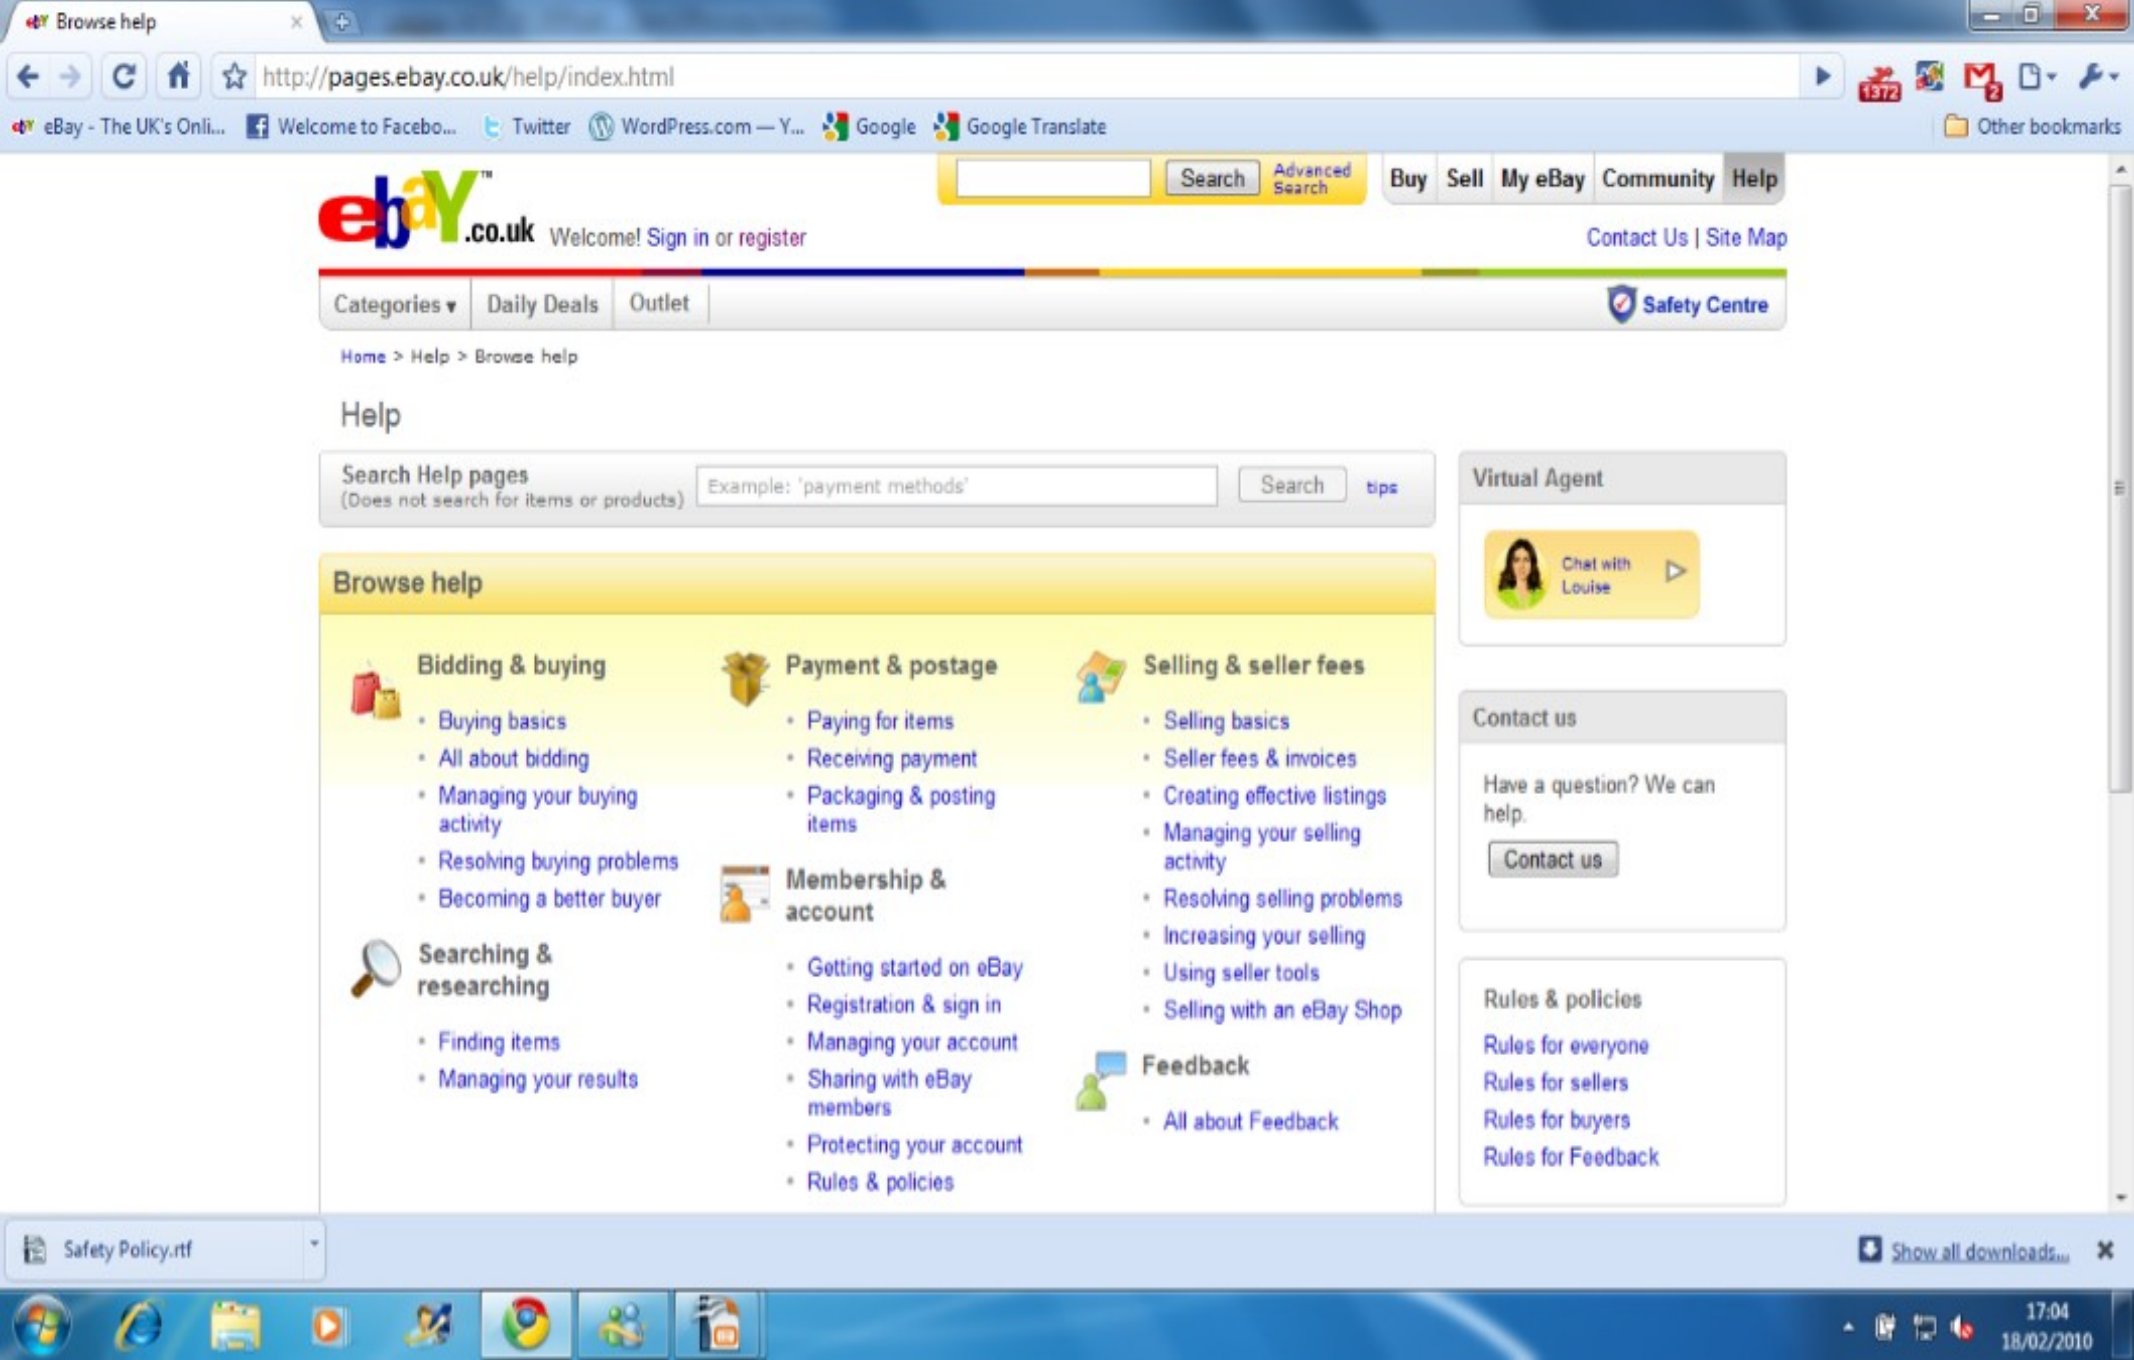 ebY Browse help
http://pages.ebay.co.uk/help/index.html
1372
2
eBay - The UK's Onli...
Welcome to Facebo...
Twitter
WordPress.com — Y...
Google
Google Translate
Other bookmarks
ebaY™.co.uk
Welcome! Sign in or register
Search
Advanced Search
Buy Sell My eBay Community Help
Contact Us | Site Map
Categories ▾ Daily Deals Outlet
Safety Centre
Home > Help > Browse help
Help
Search Help pages
(Does not search for items or products)
Example: 'payment methods'
Search
tips
Browse help
Bidding & buying
Buying basics
All about bidding
Managing your buying
activity
Resolving buying problems
Becoming a better buyer
Searching &
researching
Finding items
Managing your results
Payment & postage
Paying for items
Receiving payment
Packaging & posting
items
Membership &
account
Getting started on eBay
Registration & sign in
Managing your account
Sharing with eBay
members
Protecting your account
Rules & policies
Selling & seller fees
Selling basics
Seller fees & invoices
Creating effective listings
Managing your selling
activity
Resolving selling problems
Increasing your selling
Using seller tools
Selling with an eBay Shop
Feedback
All about Feedback
Virtual Agent
Chat with
Louise
Contact us
Have a question? We can
help.
Contact us
Rules & policies
Rules for everyone
Rules for sellers
Rules for buyers
Rules for Feedback
Safety Policy.rtf
Show all downloads...
17:04
18/02/2010